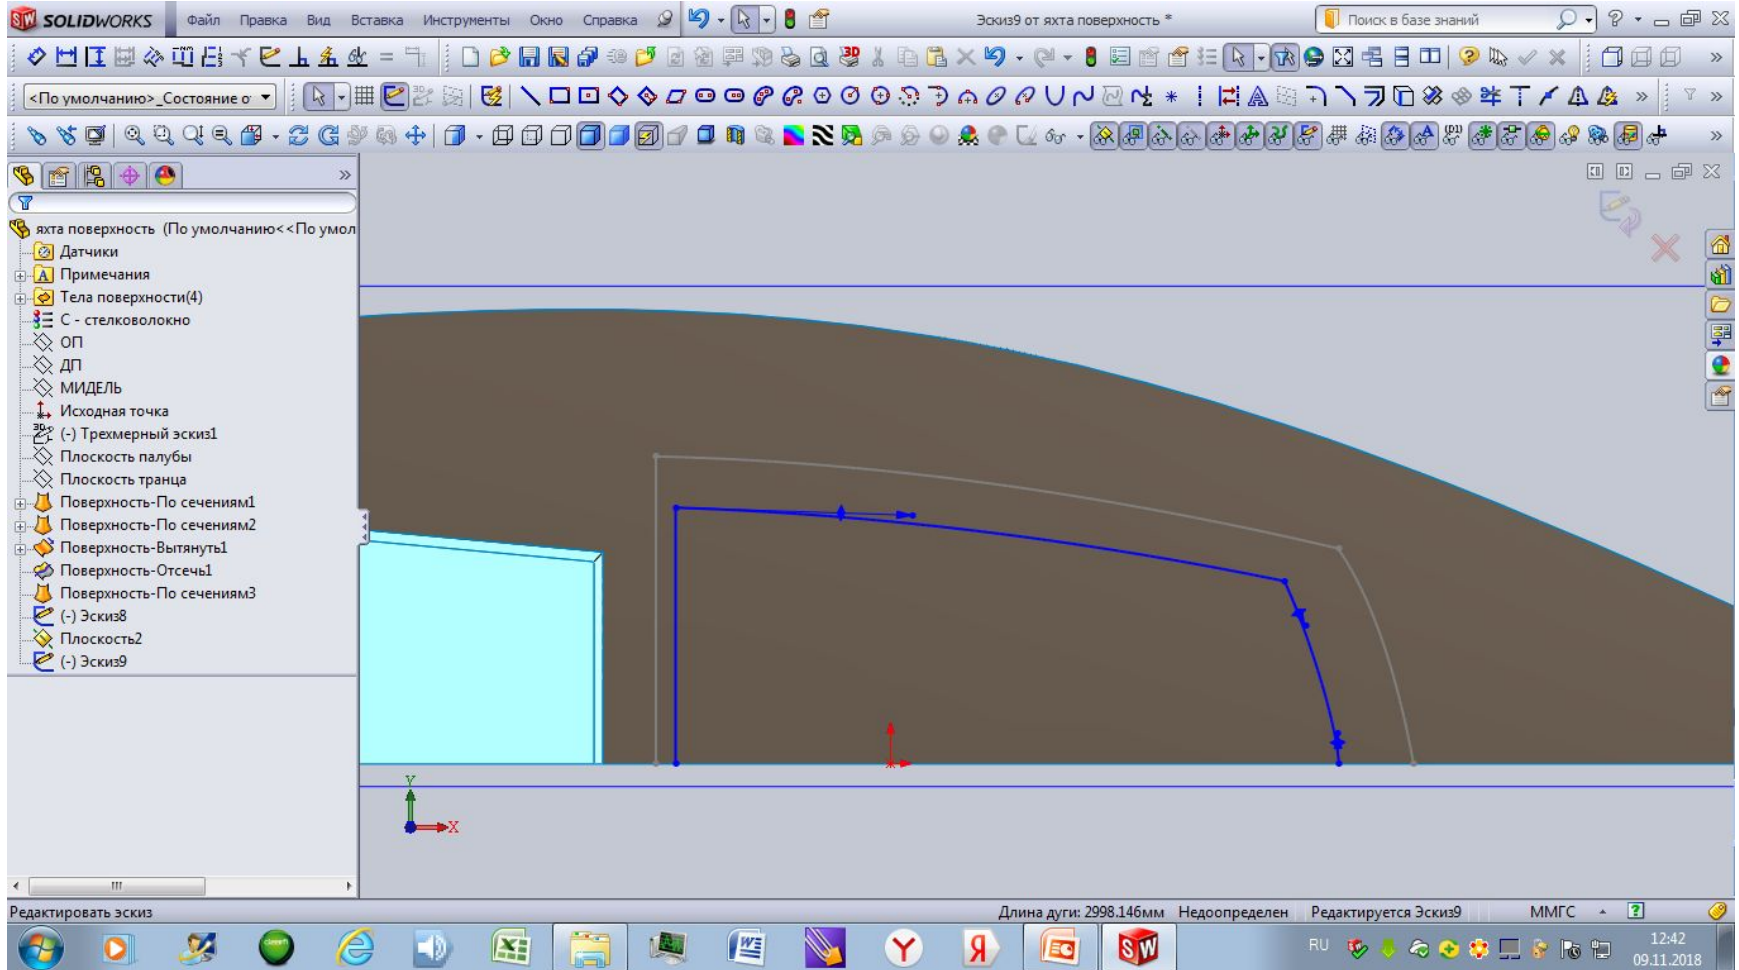 SOLIDWORKS Файл Правка Вид Вставка Инструменты Окно Справка Эскиз9 от яхта поверхность * Поиск в базе знаний
<По умолчанию>_Состояние о
яхта поверхность (По умолчанию<<По умол
Датчики
Примечания
Тела поверхности(4)
С - стелковолокно
ОП
ДП
МИДЕЛЬ
Исходная точка
(-) Трехмерный эскиз1
Плоскость палубы
Плоскость транца
Поверхность-По сечениям1
Поверхность-По сечениям2
Поверхность-Вытянуть1
Поверхность-Отсечь1
Поверхность-По сечениям3
(-) Эскиз8
Плоскость2
(-) Эскиз9
Y
X
Редактировать эскиз Длина дуги: 2998.146мм Недоопределен Редактируется Эскиз9 ММГС
RU 12:42
09.11.2018